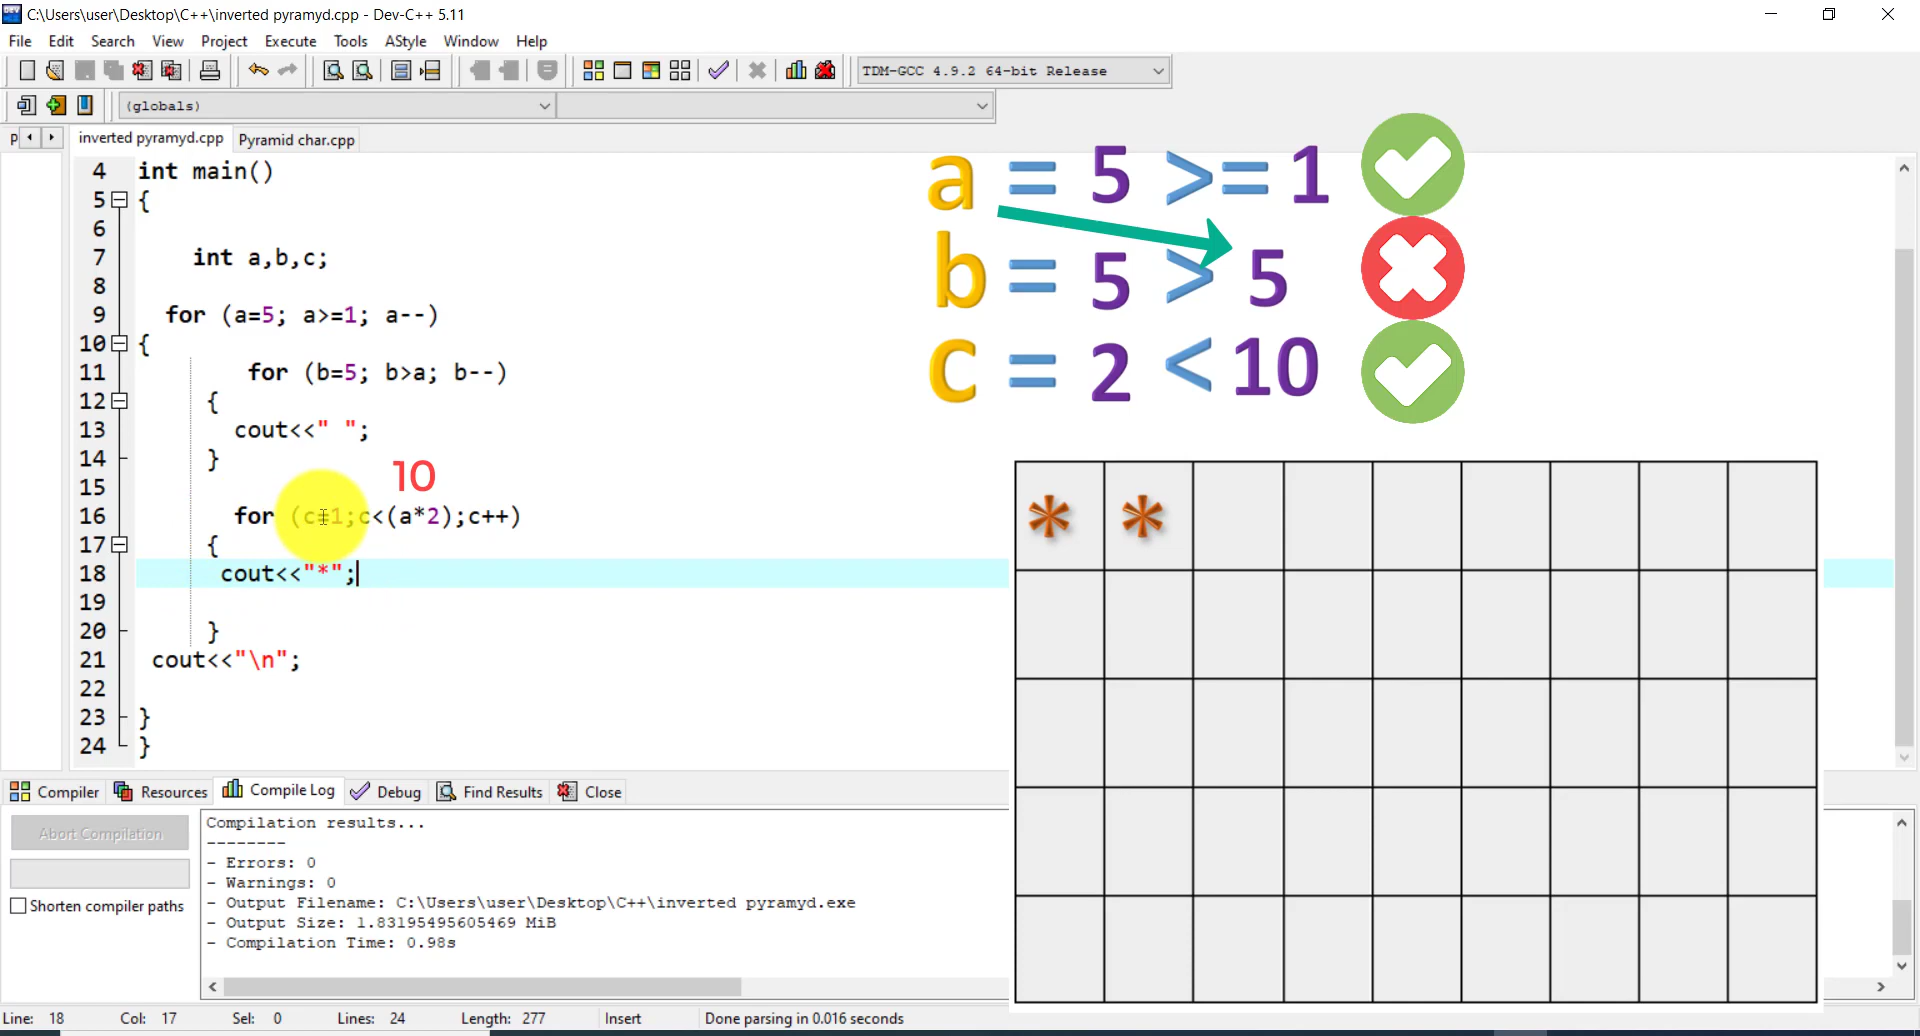 C:\Users\user\Desktop\C++\inverted pyramyd.cpp - Dev-C++ 5.11
File Edit Search View Project Execute Tools AStyle Window Help
TDM-GCC 4.9.2 64-bit Release
(globals)
P inverted pyramyd.cpp Pyramid char.cpp
4 int main()
5 {
6
7 int a,b,c;
8
9 for (a=5; a>=1; a--)
10 {
11 for (b=5; b>a; b--)
12 {
13 cout<<" ";
14 }
15
16 for (c=1;c<(a*2);c++)
17 {
18 cout<<"*";
19
20 }
21 cout<<"\n";
22
23 }
24 }
10
a = 5 >= 1
b = 5 > 5
c = 2 < 10
* *
Compiler Resources Compile Log Debug Find Results Close
Abort Compilation
Shorten compiler paths
Compilation results...
--------
- Errors: 0
- Warnings: 0
- Output Filename: C:\Users\user\Desktop\C++\inverted pyramyd.exe
- Output Size: 1.83195495605469 MiB
- Compilation Time: 0.98s
Line: 18 Col: 17 Sel: 0 Lines: 24 Length: 277 Insert Done parsing in 0.016 seconds